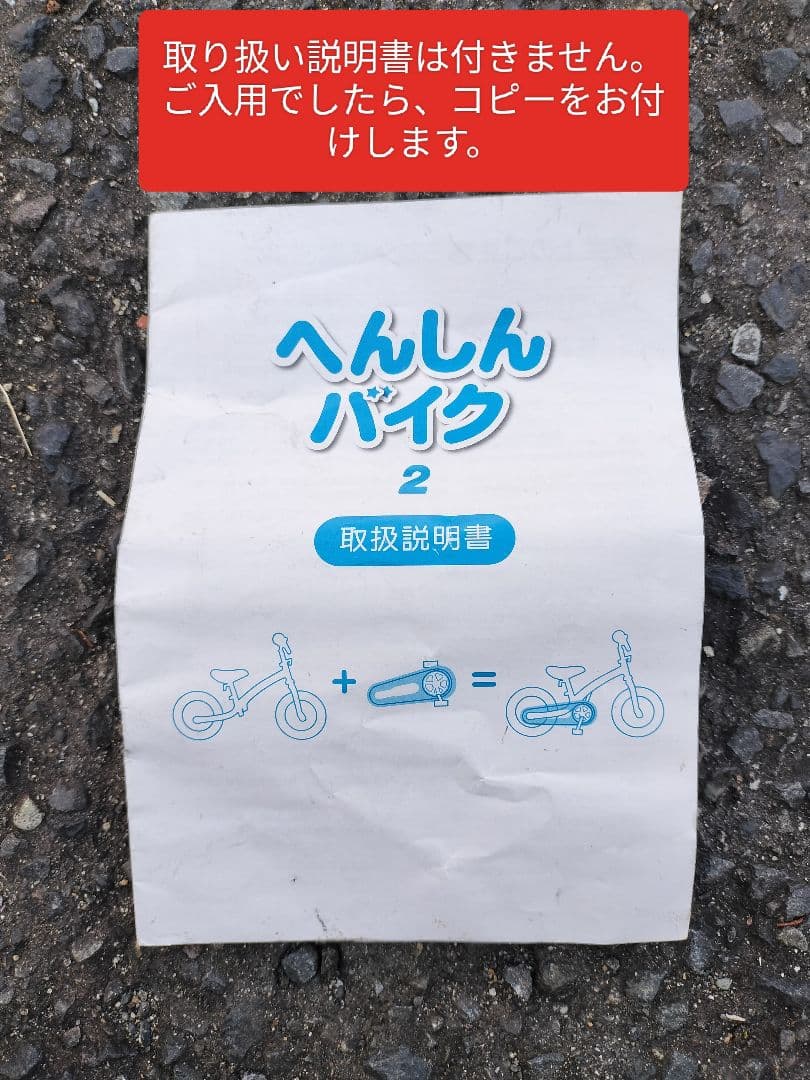 取り扱い説明書は付きません。
ご入用でしたら、コピーをお付
けします。
へんしん
バイク
2
取扱説明書
+
=